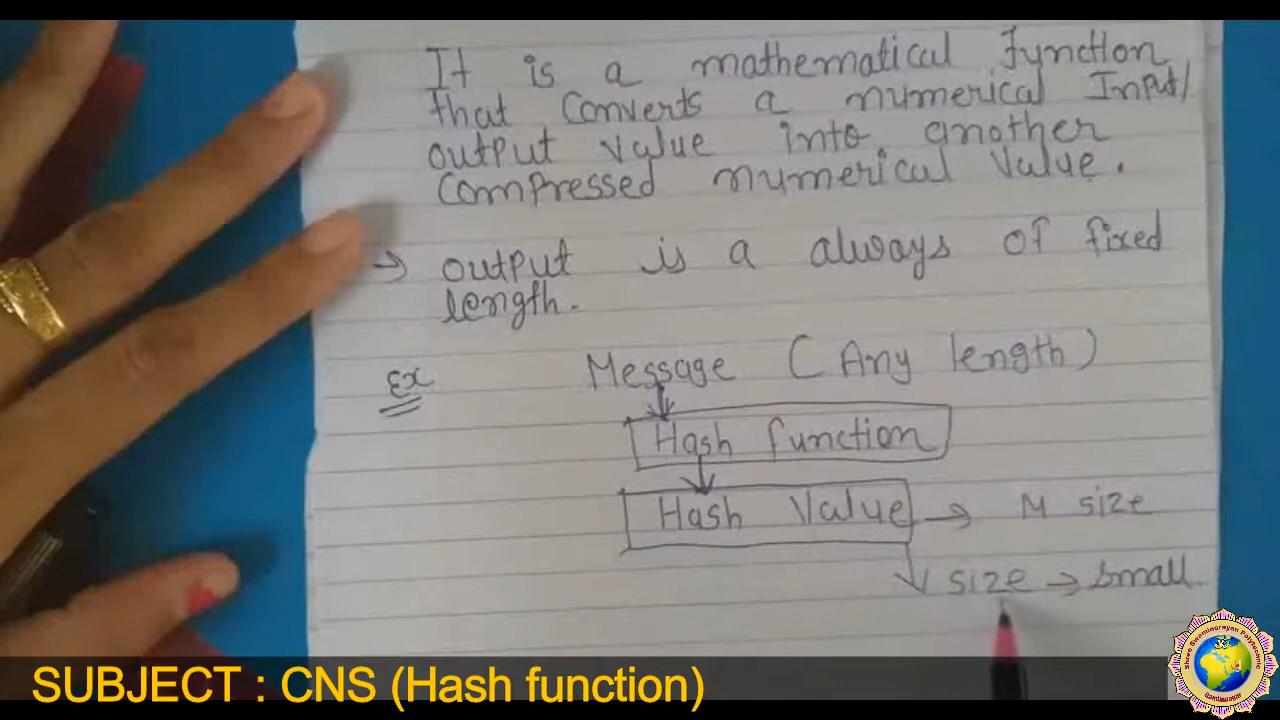 It is a mathematical function
that converts a numerical Input/
output value into another
compressed numerical value.
→ output is a always of fixed
length.
Ex Message (Any length)
Hash function
Hash Value → M size
size → small
SUBJECT : CNS (Hash function)